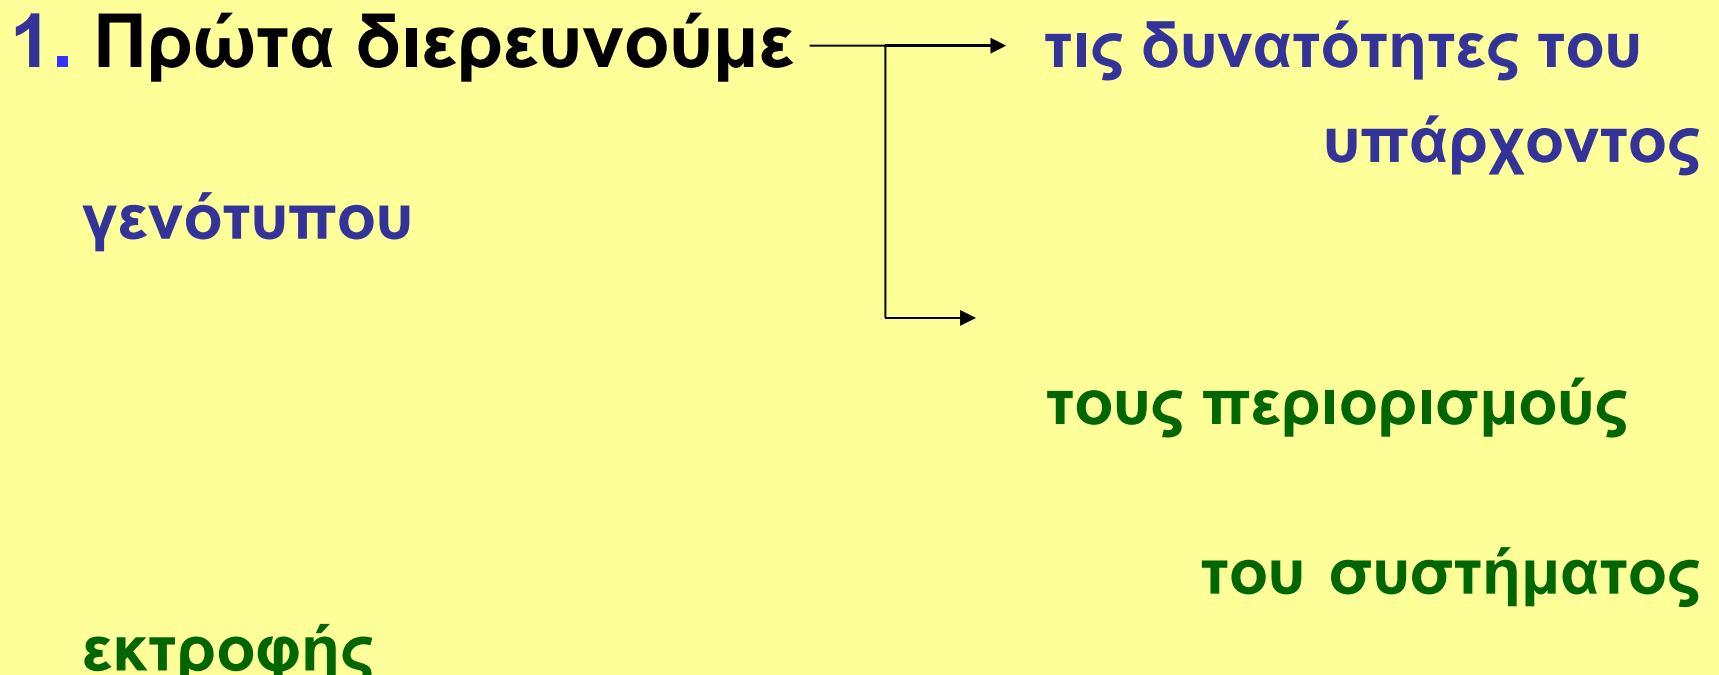 1. Πρώτα διερευνούμε τις δυνατότητες του
υπάρχοντος
γενότυπου
τους περιορισμούς
του συστήματος
εκτροφής